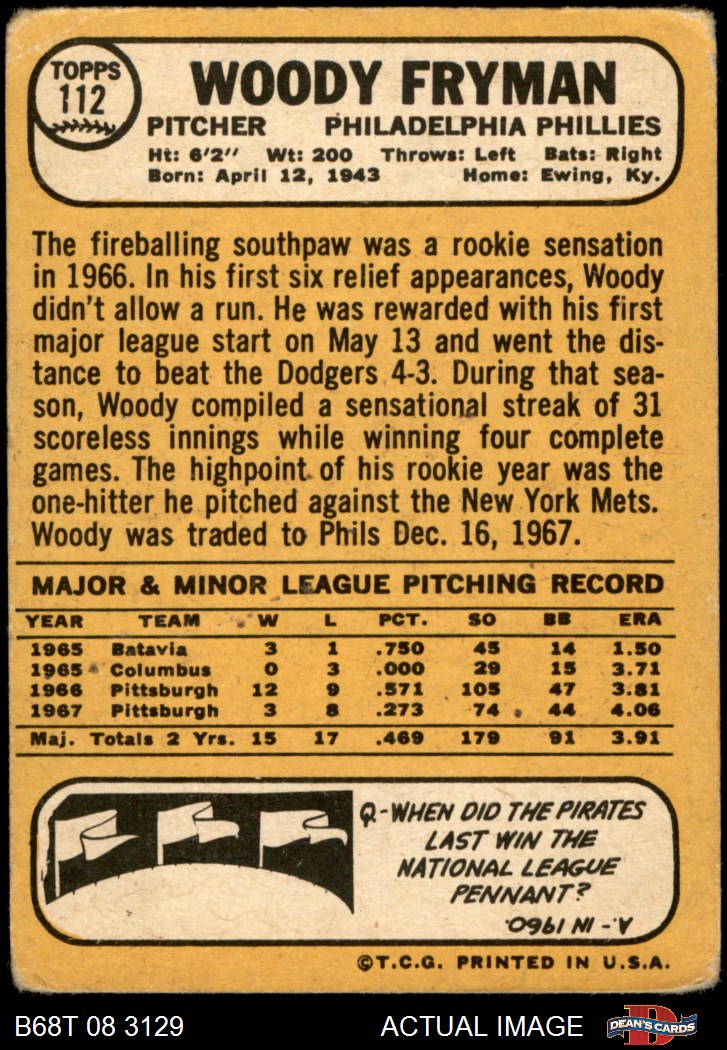 TOPPS
112
WOODY FRYMAN
PITCHER PHILADELPHIA PHILLIES
Ht: 6'2" Wt: 200 Throws: Left Bats: Right
Born: April 12, 1943 Home: Ewing, Ky.
The fireballing southpaw was a rookie sensation
in 1966. In his first six relief appearances, Woody
didn't allow a run. He was rewarded with his first
major league start on May 13 and went the dis-
tance to beat the Dodgers 4-3. During that sea-
son, Woody compiled a sensational streak of 31
scoreless innings while winning four complete
games. The highpoint of his rookie year was the
one-hitter he pitched against the New York Mets.
Woody was traded to Phils Dec. 16, 1967.
MAJOR & MINOR LEAGUE PITCHING RECORD
YEAR TEAM W L PCT. SO BB ERA
1965 Batavia 3 1 .750 45 14 1.50
1965 Columbus 0 3 .000 29 15 3.71
1966 Pittsburgh 12 9 .571 105 47 3.81
1967 Pittsburgh 3 8 .273 74 44 4.06
Maj. Totals 2 Yrs. 15 17 .469 179 91 3.91
Q-WHEN DID THE PIRATES
LAST WIN THE
NATIONAL LEAGUE
PENNANT?
A-IN 1960.
©T.C.G. PRINTED IN U.S.A.
B68T 08 3129 ACTUAL IMAGE DEAN'S CARDS